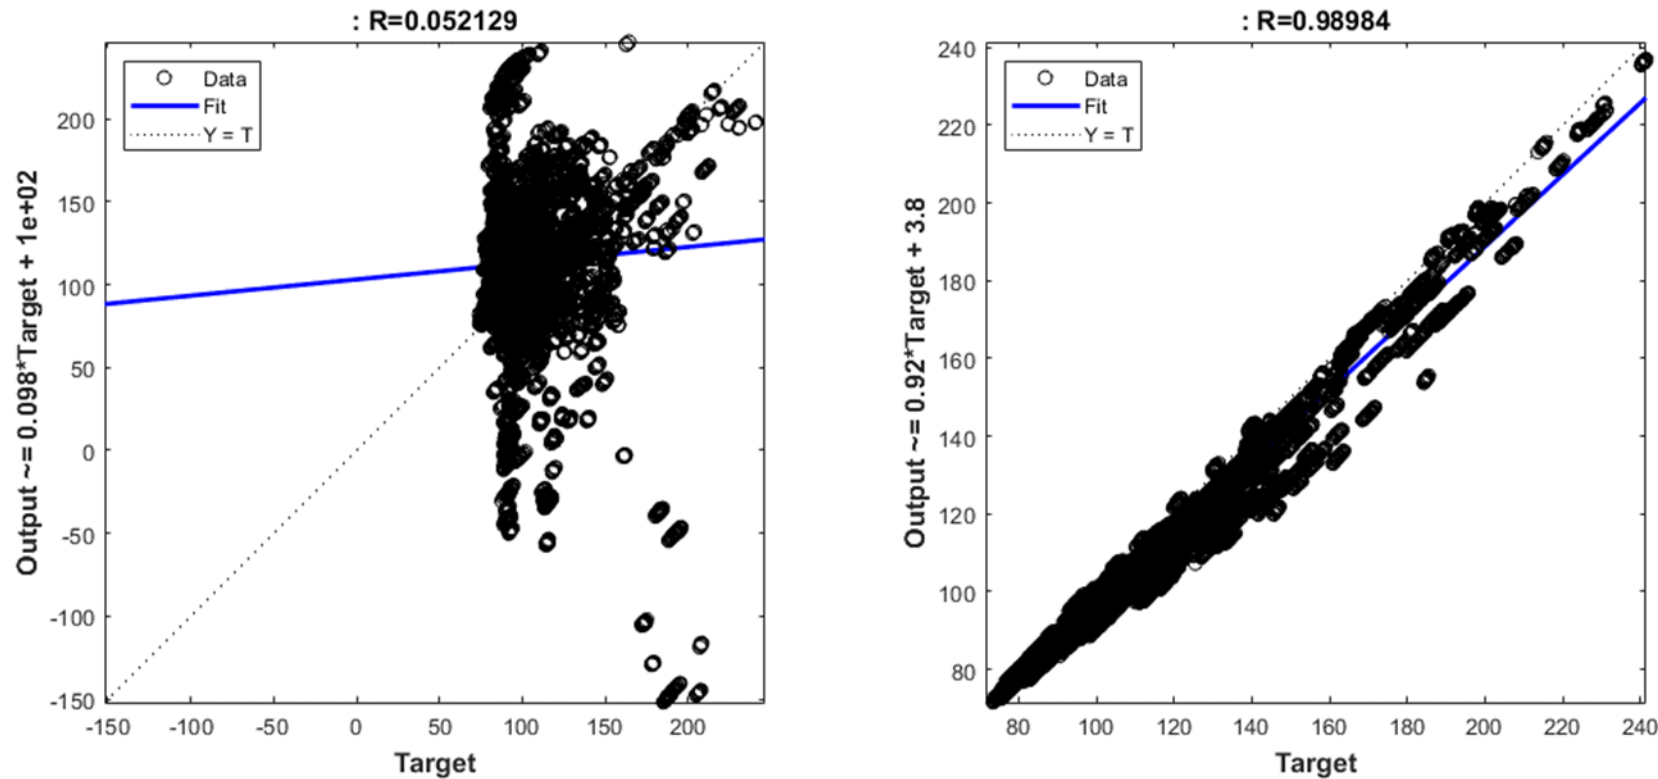 : R=0.052129
Data
Fit
Y = T
200
150
100
50
0
-50
-100
-150
-150
-100
-50
0
50
100
150
200
Target
Output ~= 0.098*Target + 1e+02
: R=0.98984
Data
Fit
Y = T
240
220
200
180
160
140
120
100
80
80
100
120
140
160
180
200
220
240
Target
Output ~= 0.92*Target + 3.8